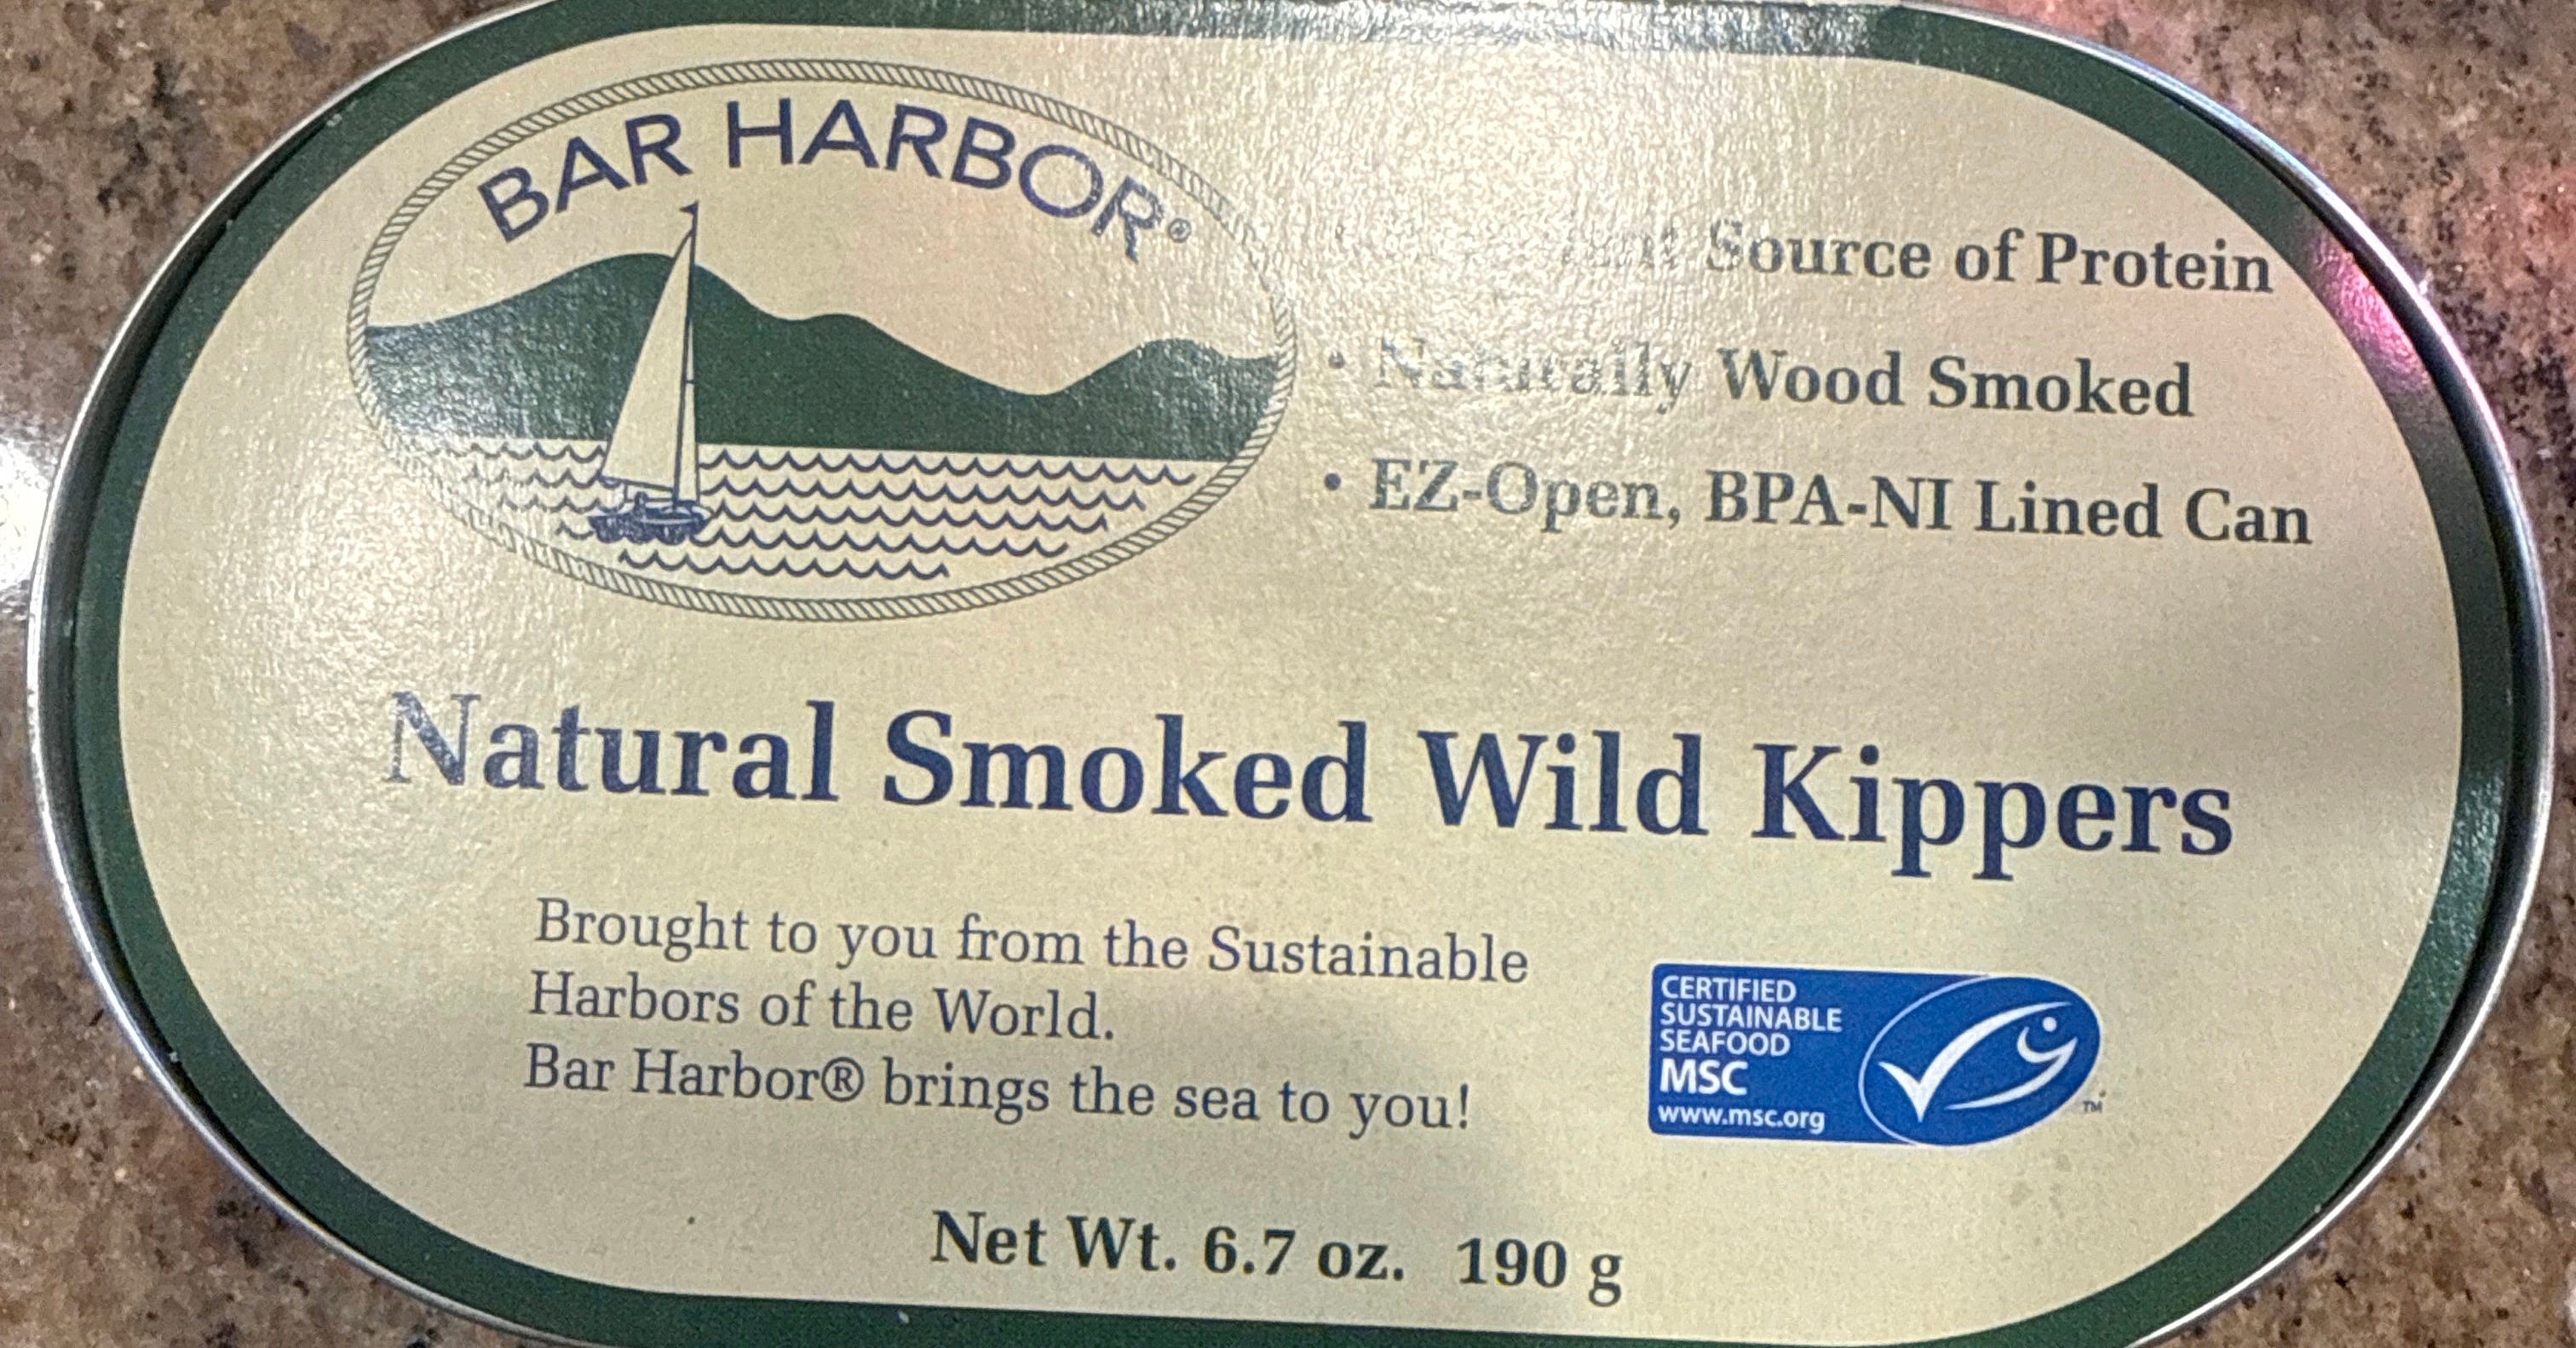 BAR HARBOR®
Source of Protein
• Naturally Wood Smoked
• EZ-Open, BPA-NI Lined Can
Natural Smoked Wild Kippers
Brought to you from the Sustainable
Harbors of the World.
Bar Harbor® brings the sea to you!
CERTIFIED
SUSTAINABLE
SEAFOOD
MSC
www.msc.org
TM
Net Wt. 6.7 oz. 190 g